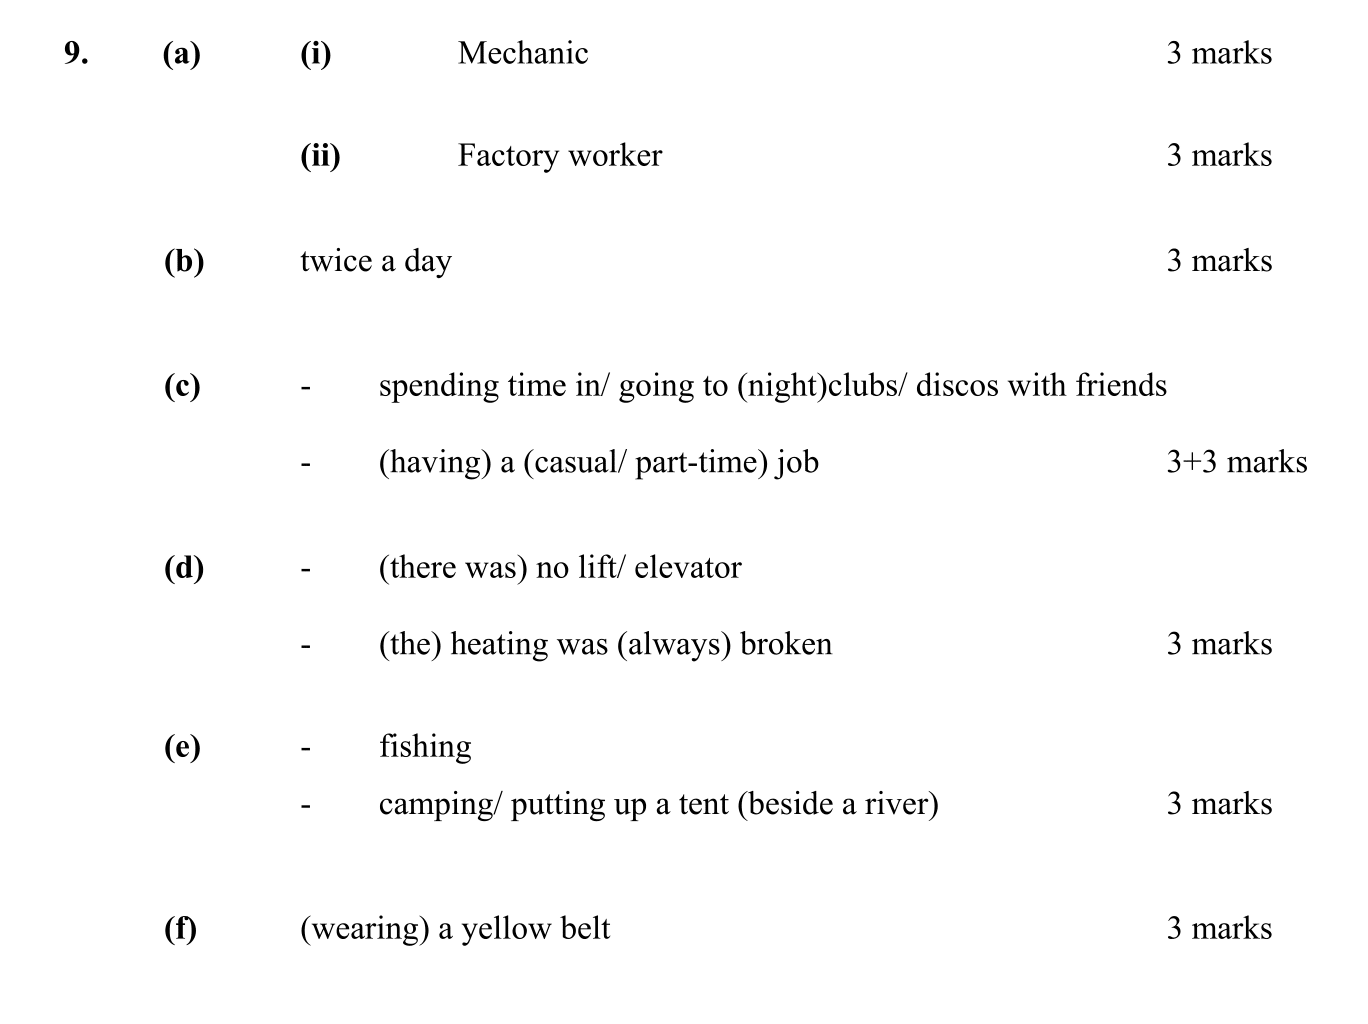 9. (a) (i) Mechanic 3 marks
(ii) Factory worker 3 marks
(b) twice a day 3 marks
(c) - spending time in/ going to (night)clubs/ discos with friends
- (having) a (casual/ part-time) job 3+3 marks
(d) - (there was) no lift/ elevator
- (the) heating was (always) broken 3 marks
(e) - fishing
- camping/ putting up a tent (beside a river) 3 marks
(f) (wearing) a yellow belt 3 marks